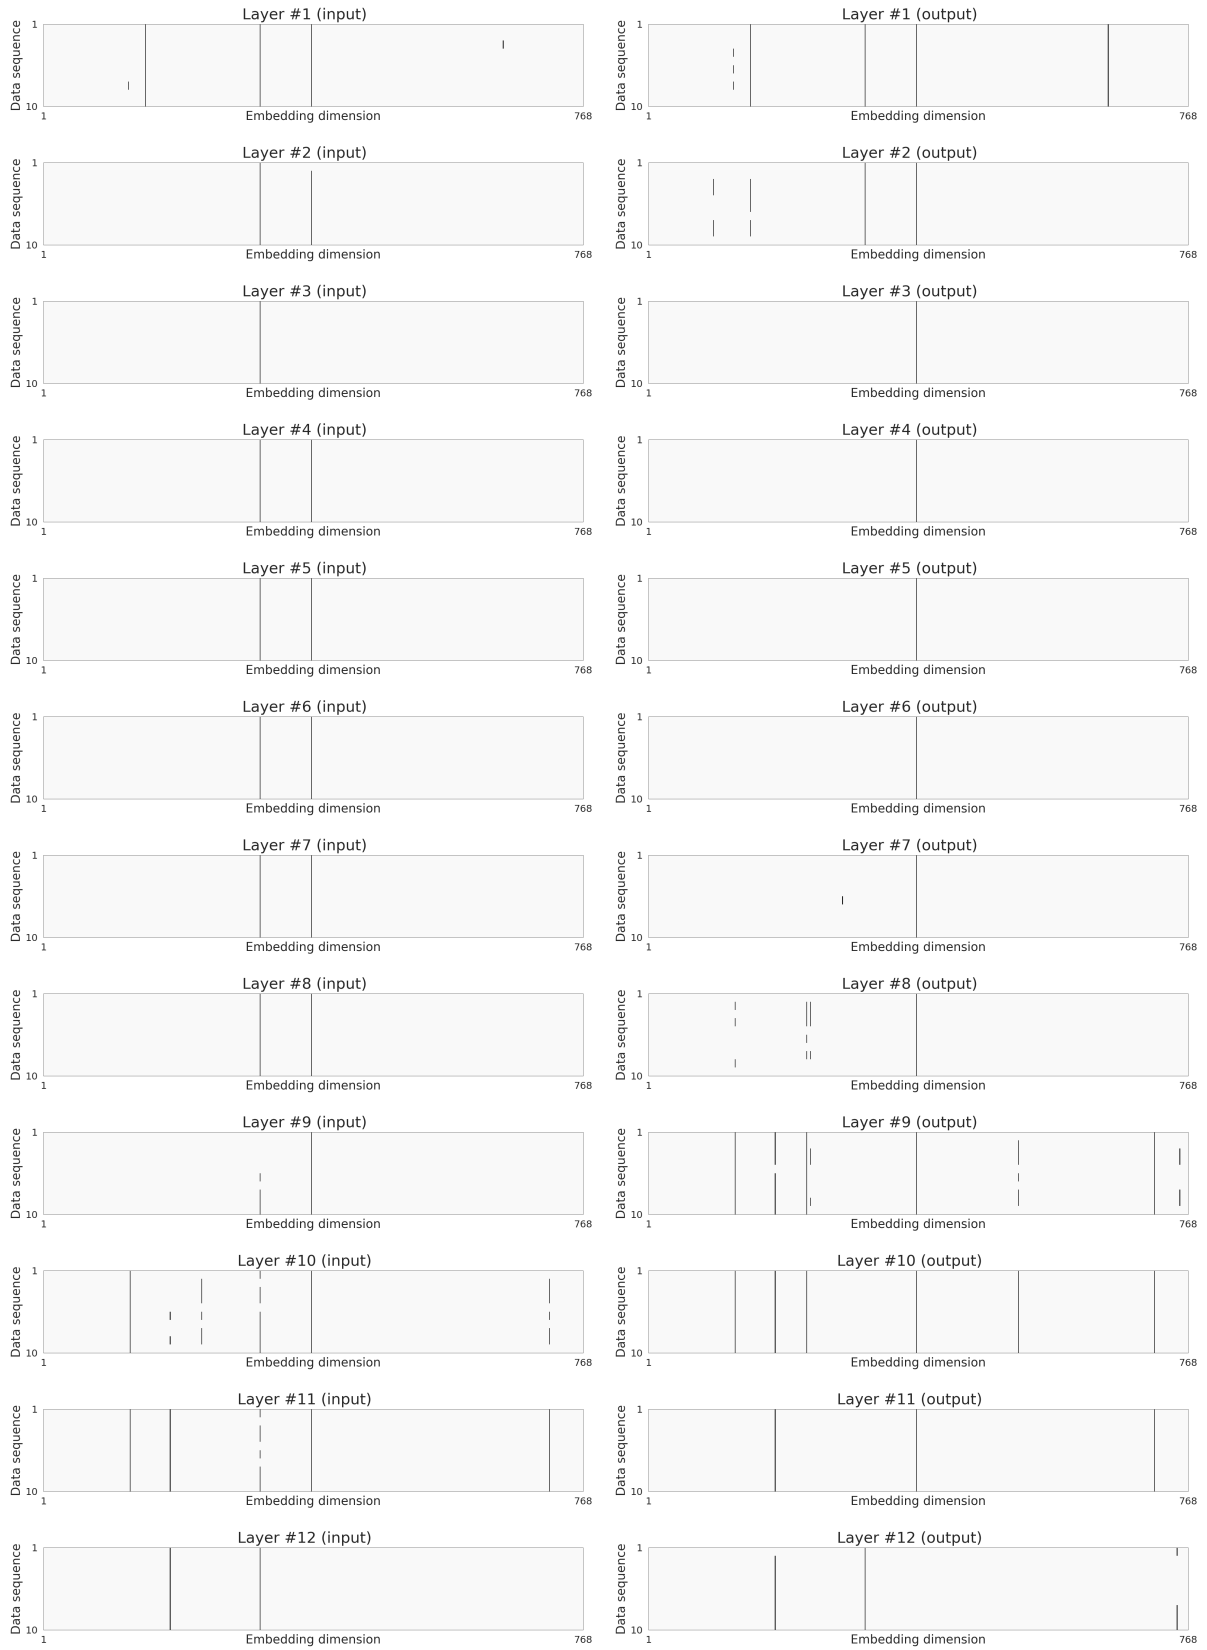 Layer #1 (input)
Data sequence
1
10
1
Embedding dimension
768
Layer #1 (output)
Data sequence
1
10
1
Embedding dimension
768
Layer #2 (input)
Data sequence
1
10
1
Embedding dimension
768
Layer #2 (output)
Data sequence
1
10
1
Embedding dimension
768
Layer #3 (input)
Data sequence
1
10
1
Embedding dimension
768
Layer #3 (output)
Data sequence
1
10
1
Embedding dimension
768
Layer #4 (input)
Data sequence
1
10
1
Embedding dimension
768
Layer #4 (output)
Data sequence
1
10
1
Embedding dimension
768
Layer #5 (input)
Data sequence
1
10
1
Embedding dimension
768
Layer #5 (output)
Data sequence
1
10
1
Embedding dimension
768
Layer #6 (input)
Data sequence
1
10
1
Embedding dimension
768
Layer #6 (output)
Data sequence
1
10
1
Embedding dimension
768
Layer #7 (input)
Data sequence
1
10
1
Embedding dimension
768
Layer #7 (output)
Data sequence
1
10
1
Embedding dimension
768
Layer #8 (input)
Data sequence
1
10
1
Embedding dimension
768
Layer #8 (output)
Data sequence
1
10
1
Embedding dimension
768
Layer #9 (input)
Data sequence
1
10
1
Embedding dimension
768
Layer #9 (output)
Data sequence
1
10
1
Embedding dimension
768
Layer #10 (input)
Data sequence
1
10
1
Embedding dimension
768
Layer #10 (output)
Data sequence
1
10
1
Embedding dimension
768
Layer #11 (input)
Data sequence
1
10
1
Embedding dimension
768
Layer #11 (output)
Data sequence
1
10
1
Embedding dimension
768
Layer #12 (input)
Data sequence
1
10
1
Embedding dimension
768
Layer #12 (output)
Data sequence
1
10
1
Embedding dimension
768